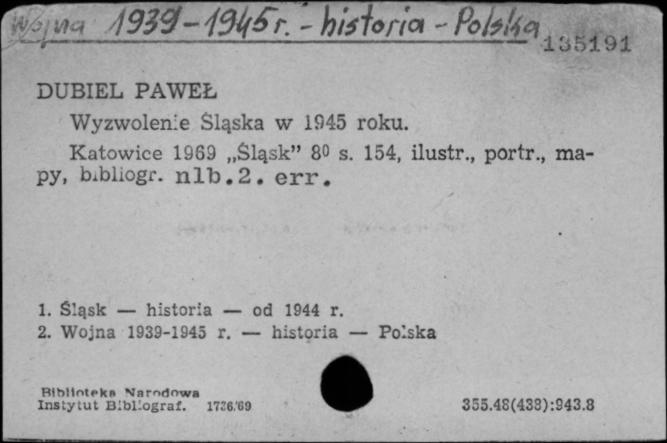 Wojna 1939-1945 r. - historia - Polska
135191
DUBIEL PAWEŁ
Wyzwolenie Śląska w 1945 roku.
Katowice 1969 „Śląsk” 8⁰ s. 154, ilustr., portr., ma-
py, bibliogr. nlb.2. err.
1. Śląsk — historia — od 1944 r.
2. Wojna 1939-1945 r. — historia — Polska
Biblioteka Narodowa
Instytut Bibliograf. 1736/69
355.48(438):943.8